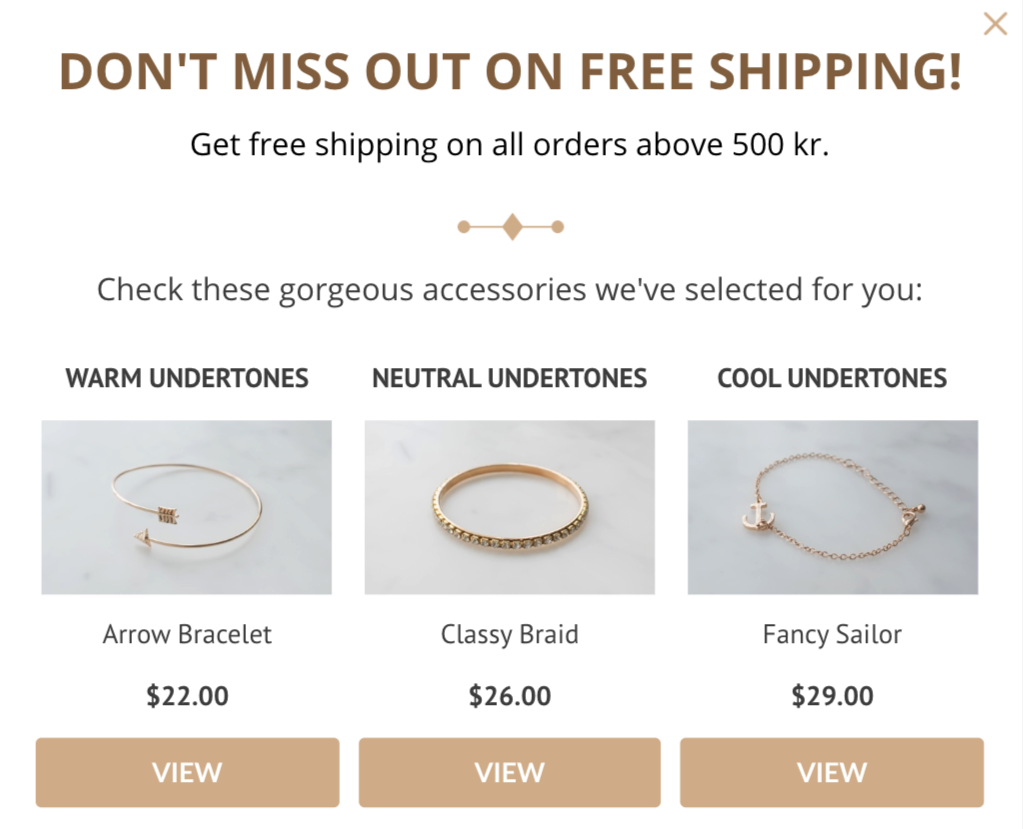 DON'T MISS OUT ON FREE SHIPPING!
Get free shipping on all orders above 500 kr.
Check these gorgeous accessories we've selected for you:
WARM UNDERTONES
NEUTRAL UNDERTONES
COOL UNDERTONES
Arrow Bracelet
Classy Braid
Fancy Sailor
$22.00
$26.00
$29.00
VIEW
VIEW
VIEW